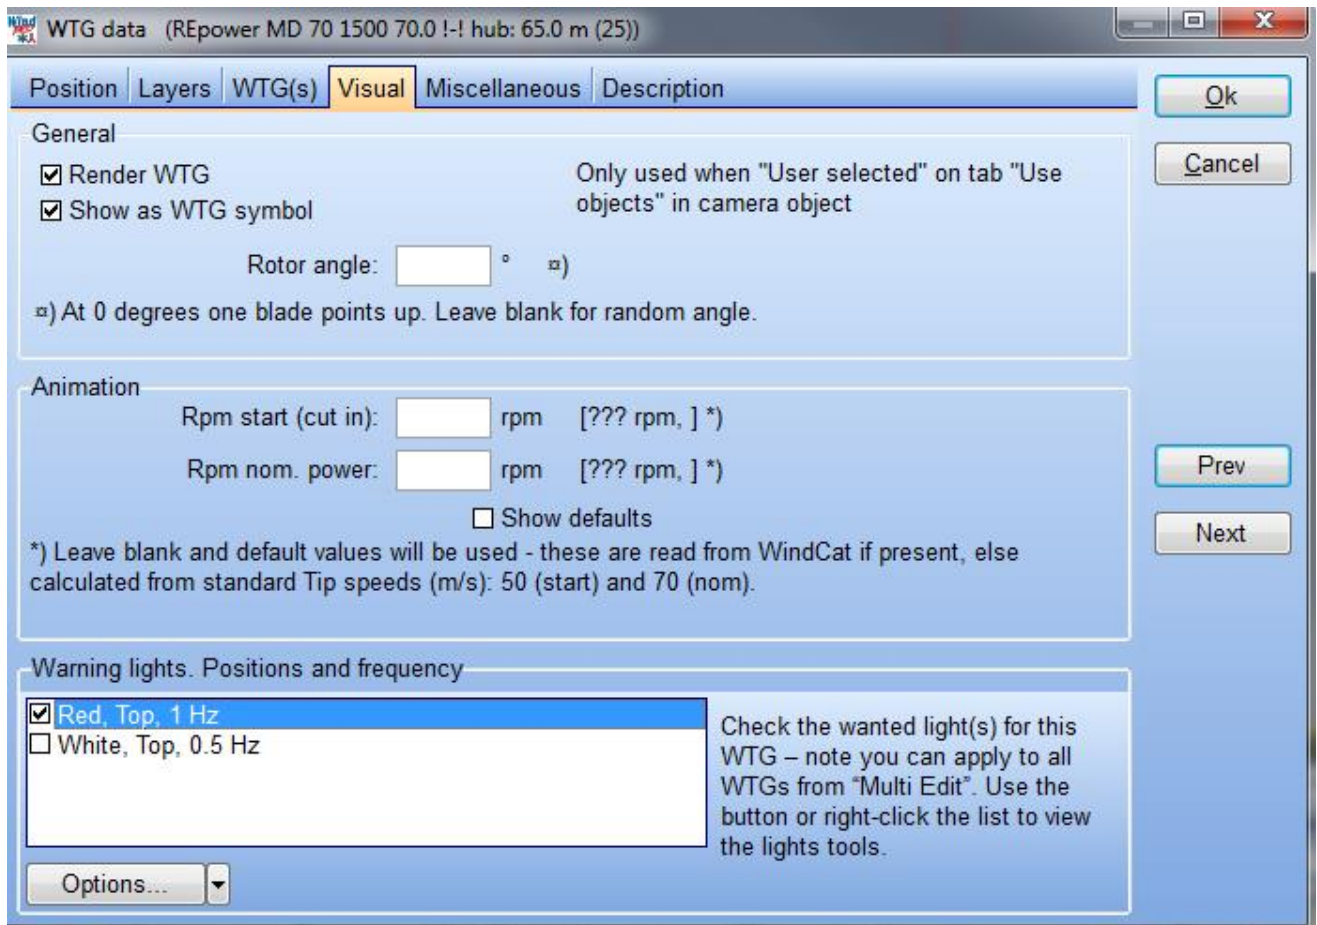 Wind
PRO
WTG data (REpower MD 70 1500 70.0 !-! hub: 65.0 m (25))
Position Layers WTG(s) Visual Miscellaneous Description
Ok
Cancel
General
Render WTG
Show as WTG symbol
Only used when "User selected" on tab "Use
objects" in camera object
Rotor angle: ° ¤)
¤) At 0 degrees one blade points up. Leave blank for random angle.
Animation
Rpm start (cut in): rpm [??? rpm, ] *)
Rpm nom. power: rpm [??? rpm, ] *)
Show defaults
*) Leave blank and default values will be used - these are read from WindCat if present, else
calculated from standard Tip speeds (m/s): 50 (start) and 70 (nom).
Prev
Next
Warning lights. Positions and frequency
Red, Top, 1 Hz
White, Top, 0.5 Hz
Check the wanted light(s) for this
WTG – note you can apply to all
WTGs from “Multi Edit”. Use the
button or right-click the list to view
the lights tools.
Options...